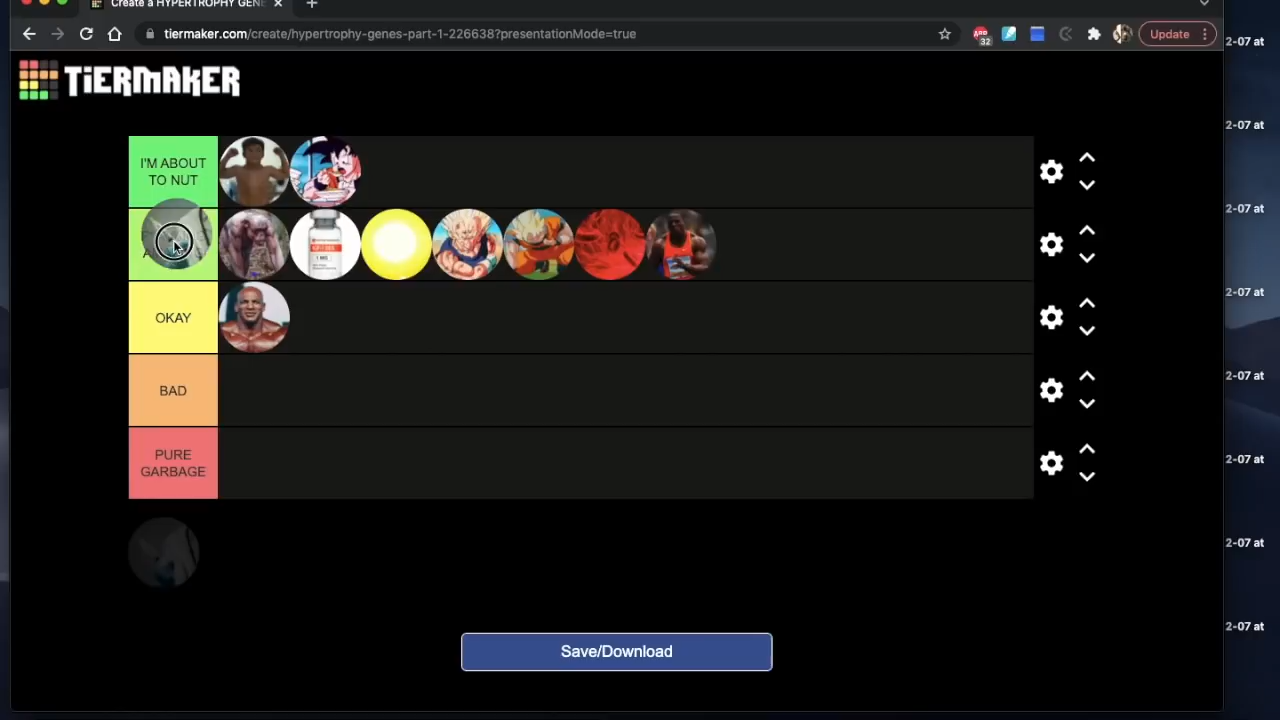 Create a HYPERTROPHY GENE
tiermaker.com/create/hypertrophy-genes-part-1-226638?presentationMode=true
32
Update
2-07 at
TiERMAKER
2-07 at
I'M ABOUT
TO NUT
2-07 at
2-07 at
OKAY
2-07 at
BAD
2-07 at
PURE
GARBAGE
2-07 at
2-07 at
Save/Download